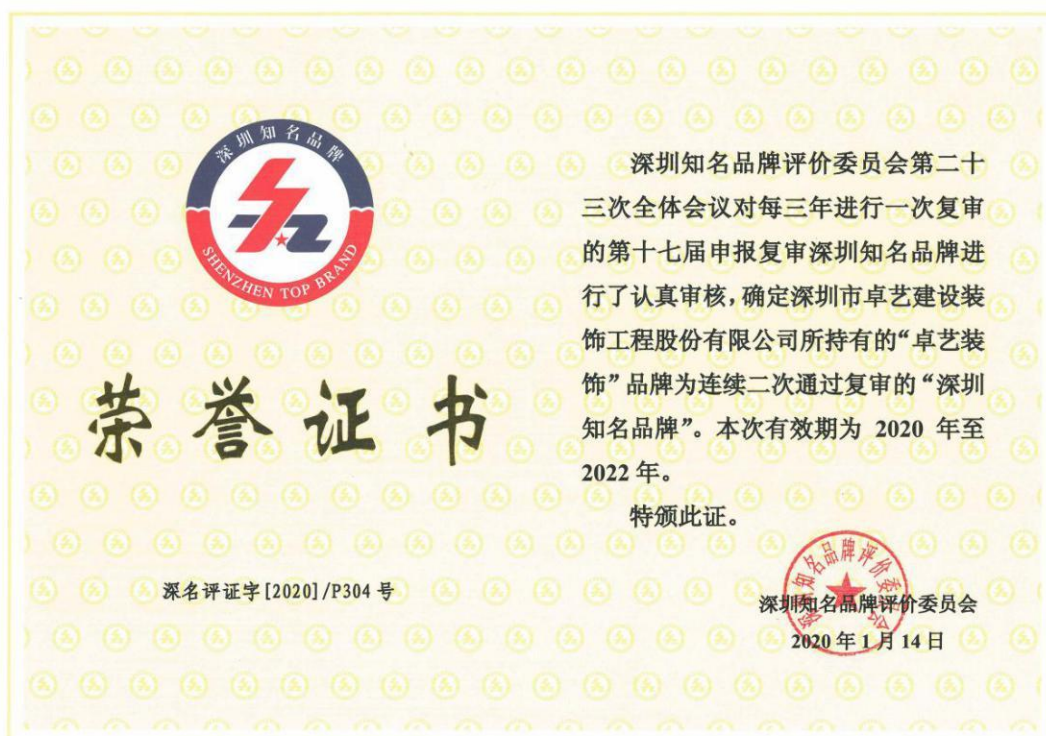 深圳知名品牌
SHENZHEN TOP BRAND
荣誉证书
深名评证字[2020]/P304号
深圳知名品牌评价委员会第二十
三次全体会议对每三年进行一次复审
的第十七届申报复审深圳知名品牌进
行了认真审核，确定深圳市卓艺建设装
饰工程股份有限公司所持有的“卓艺装
饰”品牌为连续二次通过复审的“深圳
知名品牌”。本次有效期为 2020 年至
2022 年。
特颁此证。
深圳知名品牌评价委员会
深圳知名品牌评价委员会
2020 年 1 月 14 日